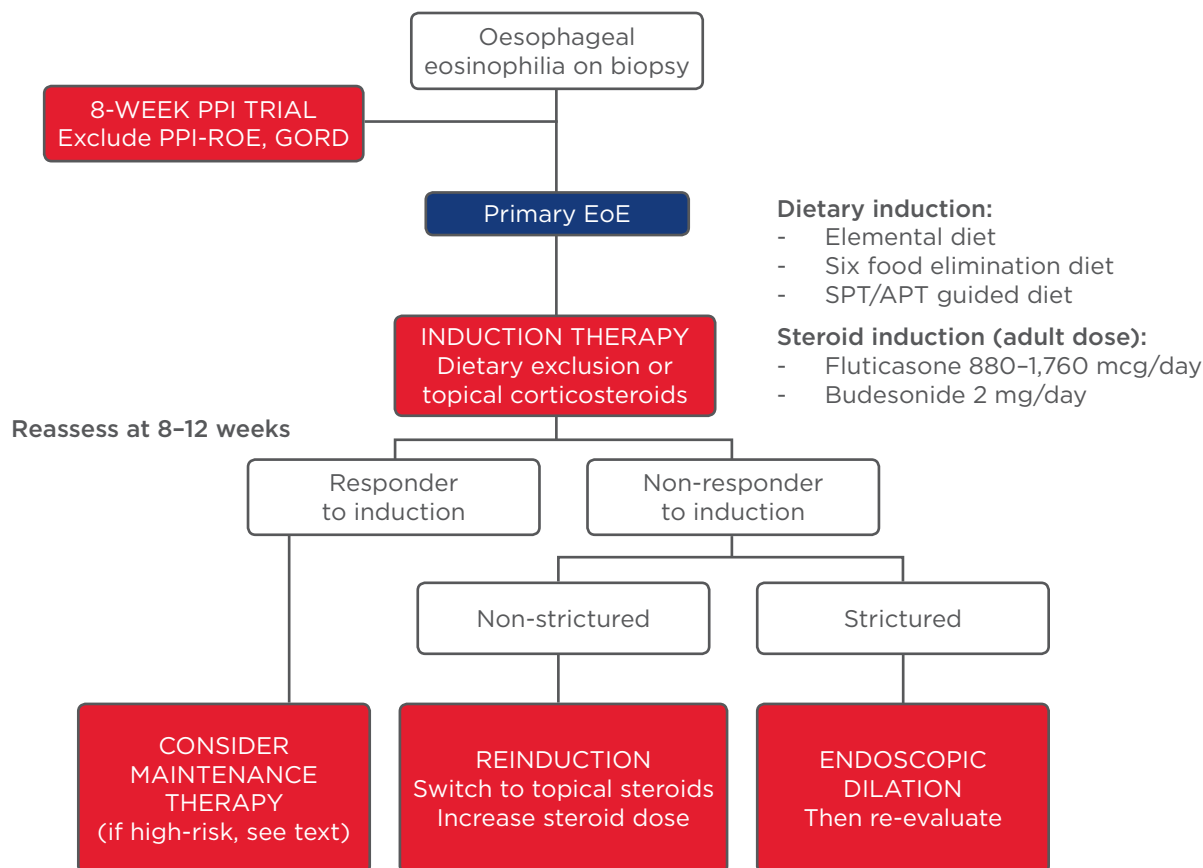 Oesophageal
eosinophilia on biopsy
8-WEEK PPI TRIAL
Exclude PPI-ROE, GORD
Primary EoE
Dietary induction:
- Elemental diet
- Six food elimination diet
- SPT/APT guided diet
Steroid induction (adult dose):
- Fluticasone 880–1,760 mcg/day
- Budesonide 2 mg/day
INDUCTION THERAPY
Dietary exclusion or
topical corticosteroids
Reassess at 8–12 weeks
Responder
to induction
Non-responder
to induction
Non-strictured
Strictured
CONSIDER
MAINTENANCE
THERAPY
(if high-risk, see text)
REINDUCTION
Switch to topical steroids
Increase steroid dose
ENDOSCOPIC
DILATION
Then re-evaluate